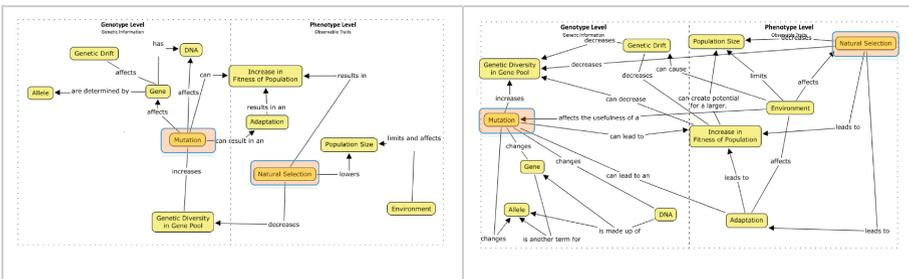 Genotype Level
Genetic Information
Phenotype Level
Observable Traits
Genetic Drift
has
DNA
affects
can
Increase in
Fitness of Population
results in
Allele
are determined by
Gene
affects
affects
results in an
Adaptation
Mutation
can result in an
Population Size
limits and affects
increases
Natural Selection
lowers
Genetic Diversity
in Gene Pool
decreases
Environment
Genotype Level
Genetic Information
Phenotype Level
Observable Traits
decreases
Genetic Drift
Population Size
decreases
Natural Selection
Genetic Diversity
in Gene Pool
decreases
can cause
decreases
limits
affects
increases
can decrease
can create potential
for a larger.
Environment
Mutation
affects the usefulness of a
can lead to
Increase in
Fitness of Population
leads to
changes
changes
Gene
can lead to an
affects
leads to
Allele
DNA
Adaptation
changes
is another term for
is made up of
leads to